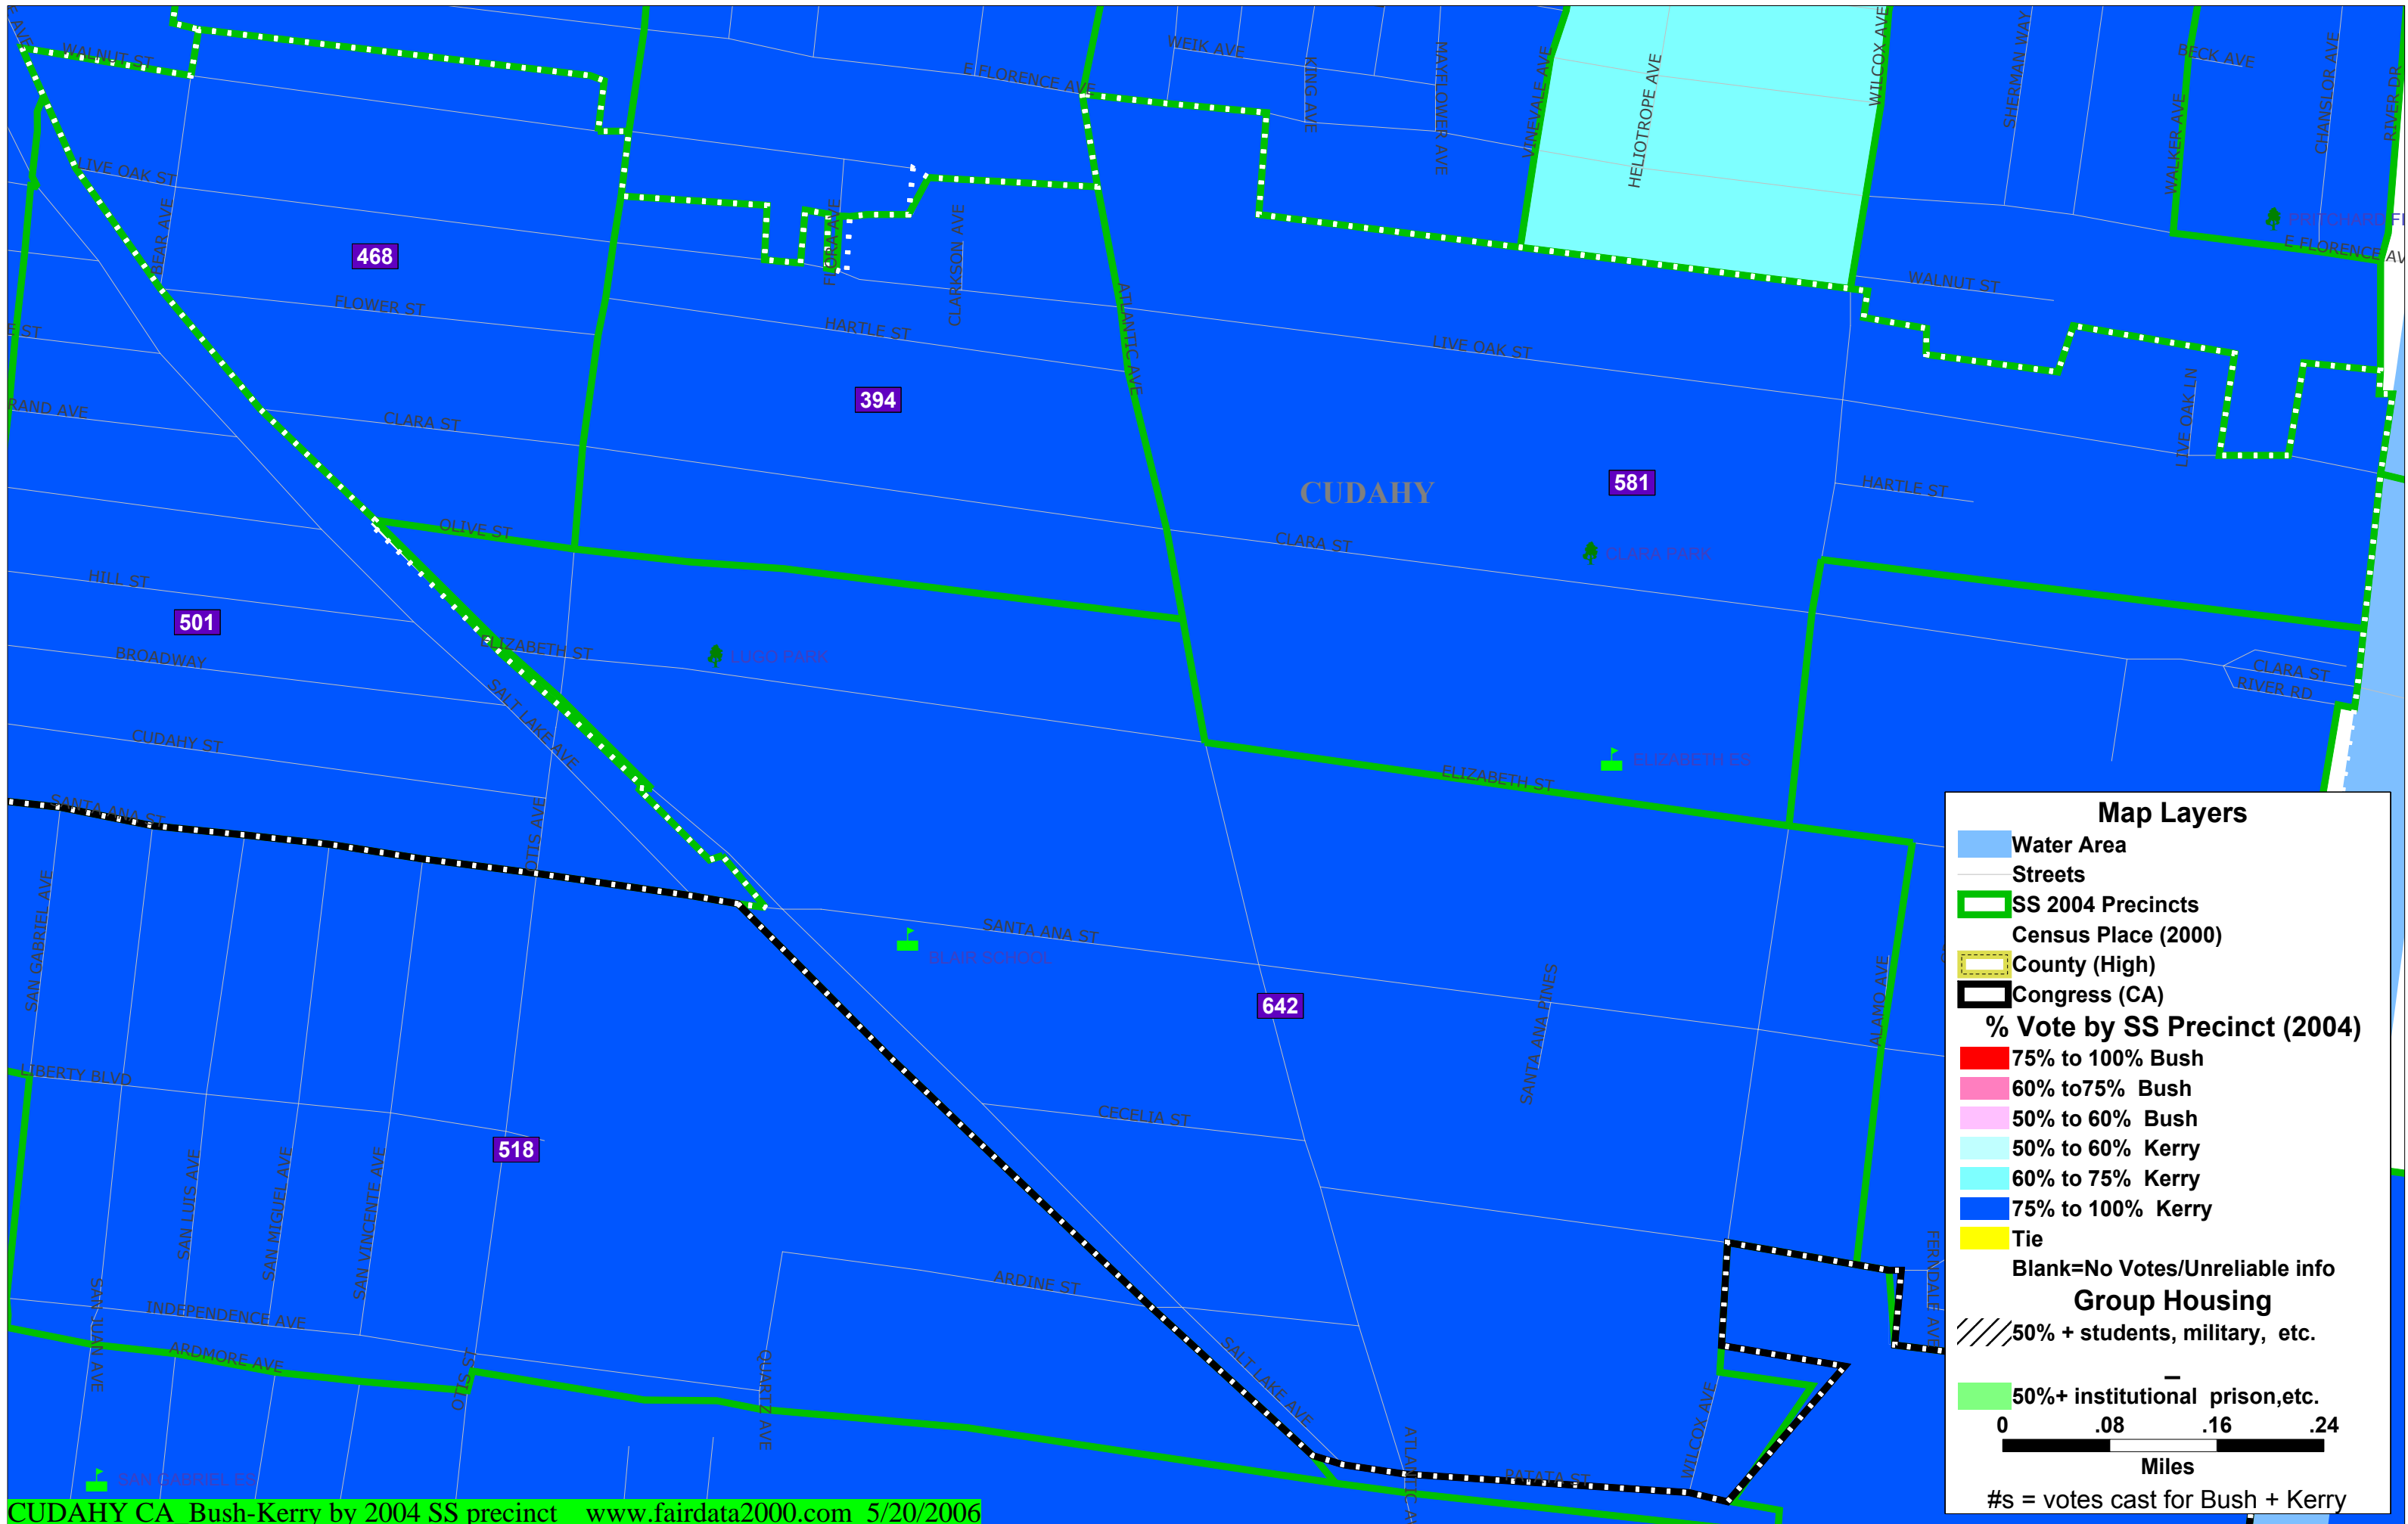 E AVE
WALNUT ST
WEIK AVE
E FLORENCE AVE
KING AVE
MAYFLOWER AVE
VINEVALE AVE
HELIOTROPE AVE
WILCOX AVE
SHERMAN WAY
BECK AVE
WALKER AVE
CHANSLOR AVE
RIVER DR
LIVE OAK ST
BEAR AVE
468
FLORA AVE
CLARKSON AVE
PRITCHARD FI
E FLORENCE AV
WALNUT ST
FLOWER ST
HARTLE ST
ATLANTIC AVE
LIVE OAK ST
E ST
394
LIVE OAK LN
RAND AVE
CLARA ST
CUDAHY
581
HARTLE ST
OLIVE ST
CLARA ST
CLARA PARK
HILL ST
501
ELIZABETH ST
LUGO PARK
BROADWAY
CLARA ST
RIVER RD
SALT LAKE AVE
CUDAHY ST
ELIZABETH ES
ELIZABETH ST
SANTA ANA ST
OTIS AVE
SAN GABRIEL AVE
SANTA ANA ST
BLAIR SCHOOL
642
SANTA ANA PINES
ALAMO AVE
LIBERTY BLVD
CECELIA ST
518
SAN LUIS AVE
SAN MIGUEL AVE
SAN VINCENTE AVE
ARDINE ST
FERNDALE AVE
SAN JUAN AVE
INDEPENDENCE AVE
ARDMORE AVE
OTIS ST
QUARTZ AVE
SALT LAKE AVE
WILCOX AVE
ATLANTIC A
PATATA ST
SAN GABRIEL ES
Map Layers
Water Area
Streets
SS 2004 Precincts
Census Place (2000)
County (High)
Congress (CA)
% Vote by SS Precinct (2004)
75% to 100% Bush
60% to75% Bush
50% to 60% Bush
50% to 60% Kerry
60% to 75% Kerry
75% to 100% Kerry
Tie
Blank=No Votes/Unreliable info
Group Housing
50% + students, military, etc.
50%+ institutional prison,etc.
0 .08 .16 .24
Miles
#s = votes cast for Bush + Kerry
CUDAHY CA Bush-Kerry by 2004 SS precinct www.fairdata2000.com 5/20/2006